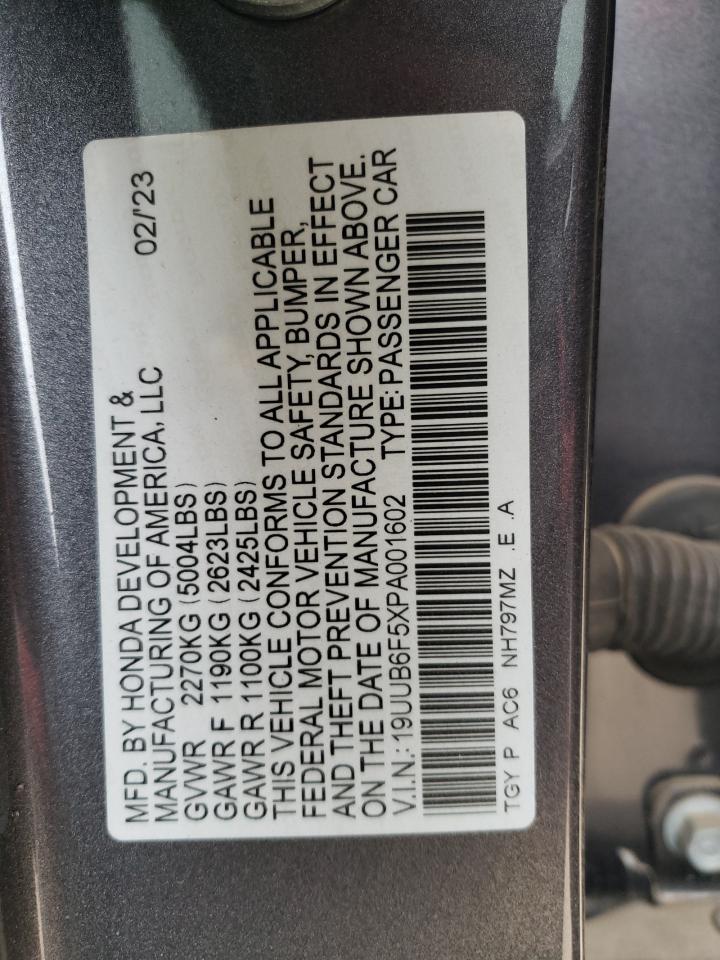 MFD. BY HONDA DEVELOPMENT & 02/'23
MANUFACTURING OF AMERICA, LLC
GVWR 2270KG (5004LBS)
GAWR F 1190KG (2623LBS)
GAWR R 1100KG (2425LBS)
THIS VEHICLE CONFORMS TO ALL APPLICABLE
FEDERAL MOTOR VEHICLE SAFETY, BUMPER,
AND THEFT PREVENTION STANDARDS IN EFFECT
ON THE DATE OF MANUFACTURE SHOWN ABOVE.
V.I.N.: 19UUB6F5XPA001602 TYPE: PASSENGER CAR
TGY P AC6 NH797MZ .E .A